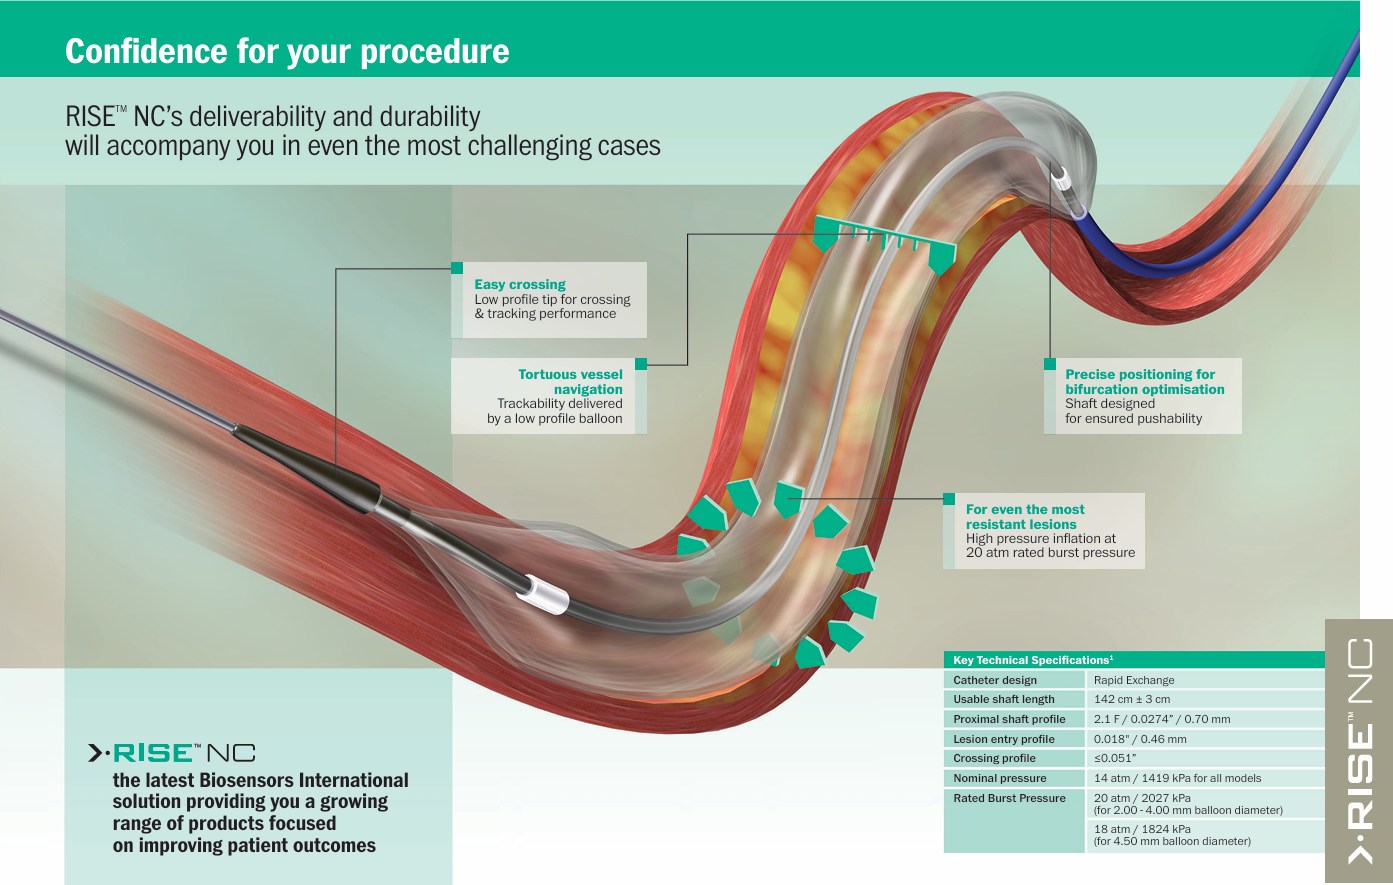 Confidence for your procedure
RISE™ NC’s deliverability and durability
will accompany you in even the most challenging cases
Easy crossing
Low profile tip for crossing
& tracking performance
Tortuous vessel
navigation
Trackability delivered
by a low profile balloon
Precise positioning for
bifurcation optimisation
Shaft designed
for ensured pushability
For even the most
resistant lesions
High pressure inflation at
20 atm rated burst pressure
Key Technical Specifications¹
Catheter design Rapid Exchange
Usable shaft length 142 cm ± 3 cm
Proximal shaft profile 2.1 F / 0.0274” / 0.70 mm
Lesion entry profile 0.018" / 0.46 mm
Crossing profile ≤0.051”
Nominal pressure 14 atm / 1419 kPa for all models
Rated Burst Pressure 20 atm / 2027 kPa
(for 2.00 - 4.00 mm balloon diameter)
18 atm / 1824 kPa
(for 4.50 mm balloon diameter)
RISE™ NC
the latest Biosensors International
solution providing you a growing
range of products focused
on improving patient outcomes
RISE™ NC